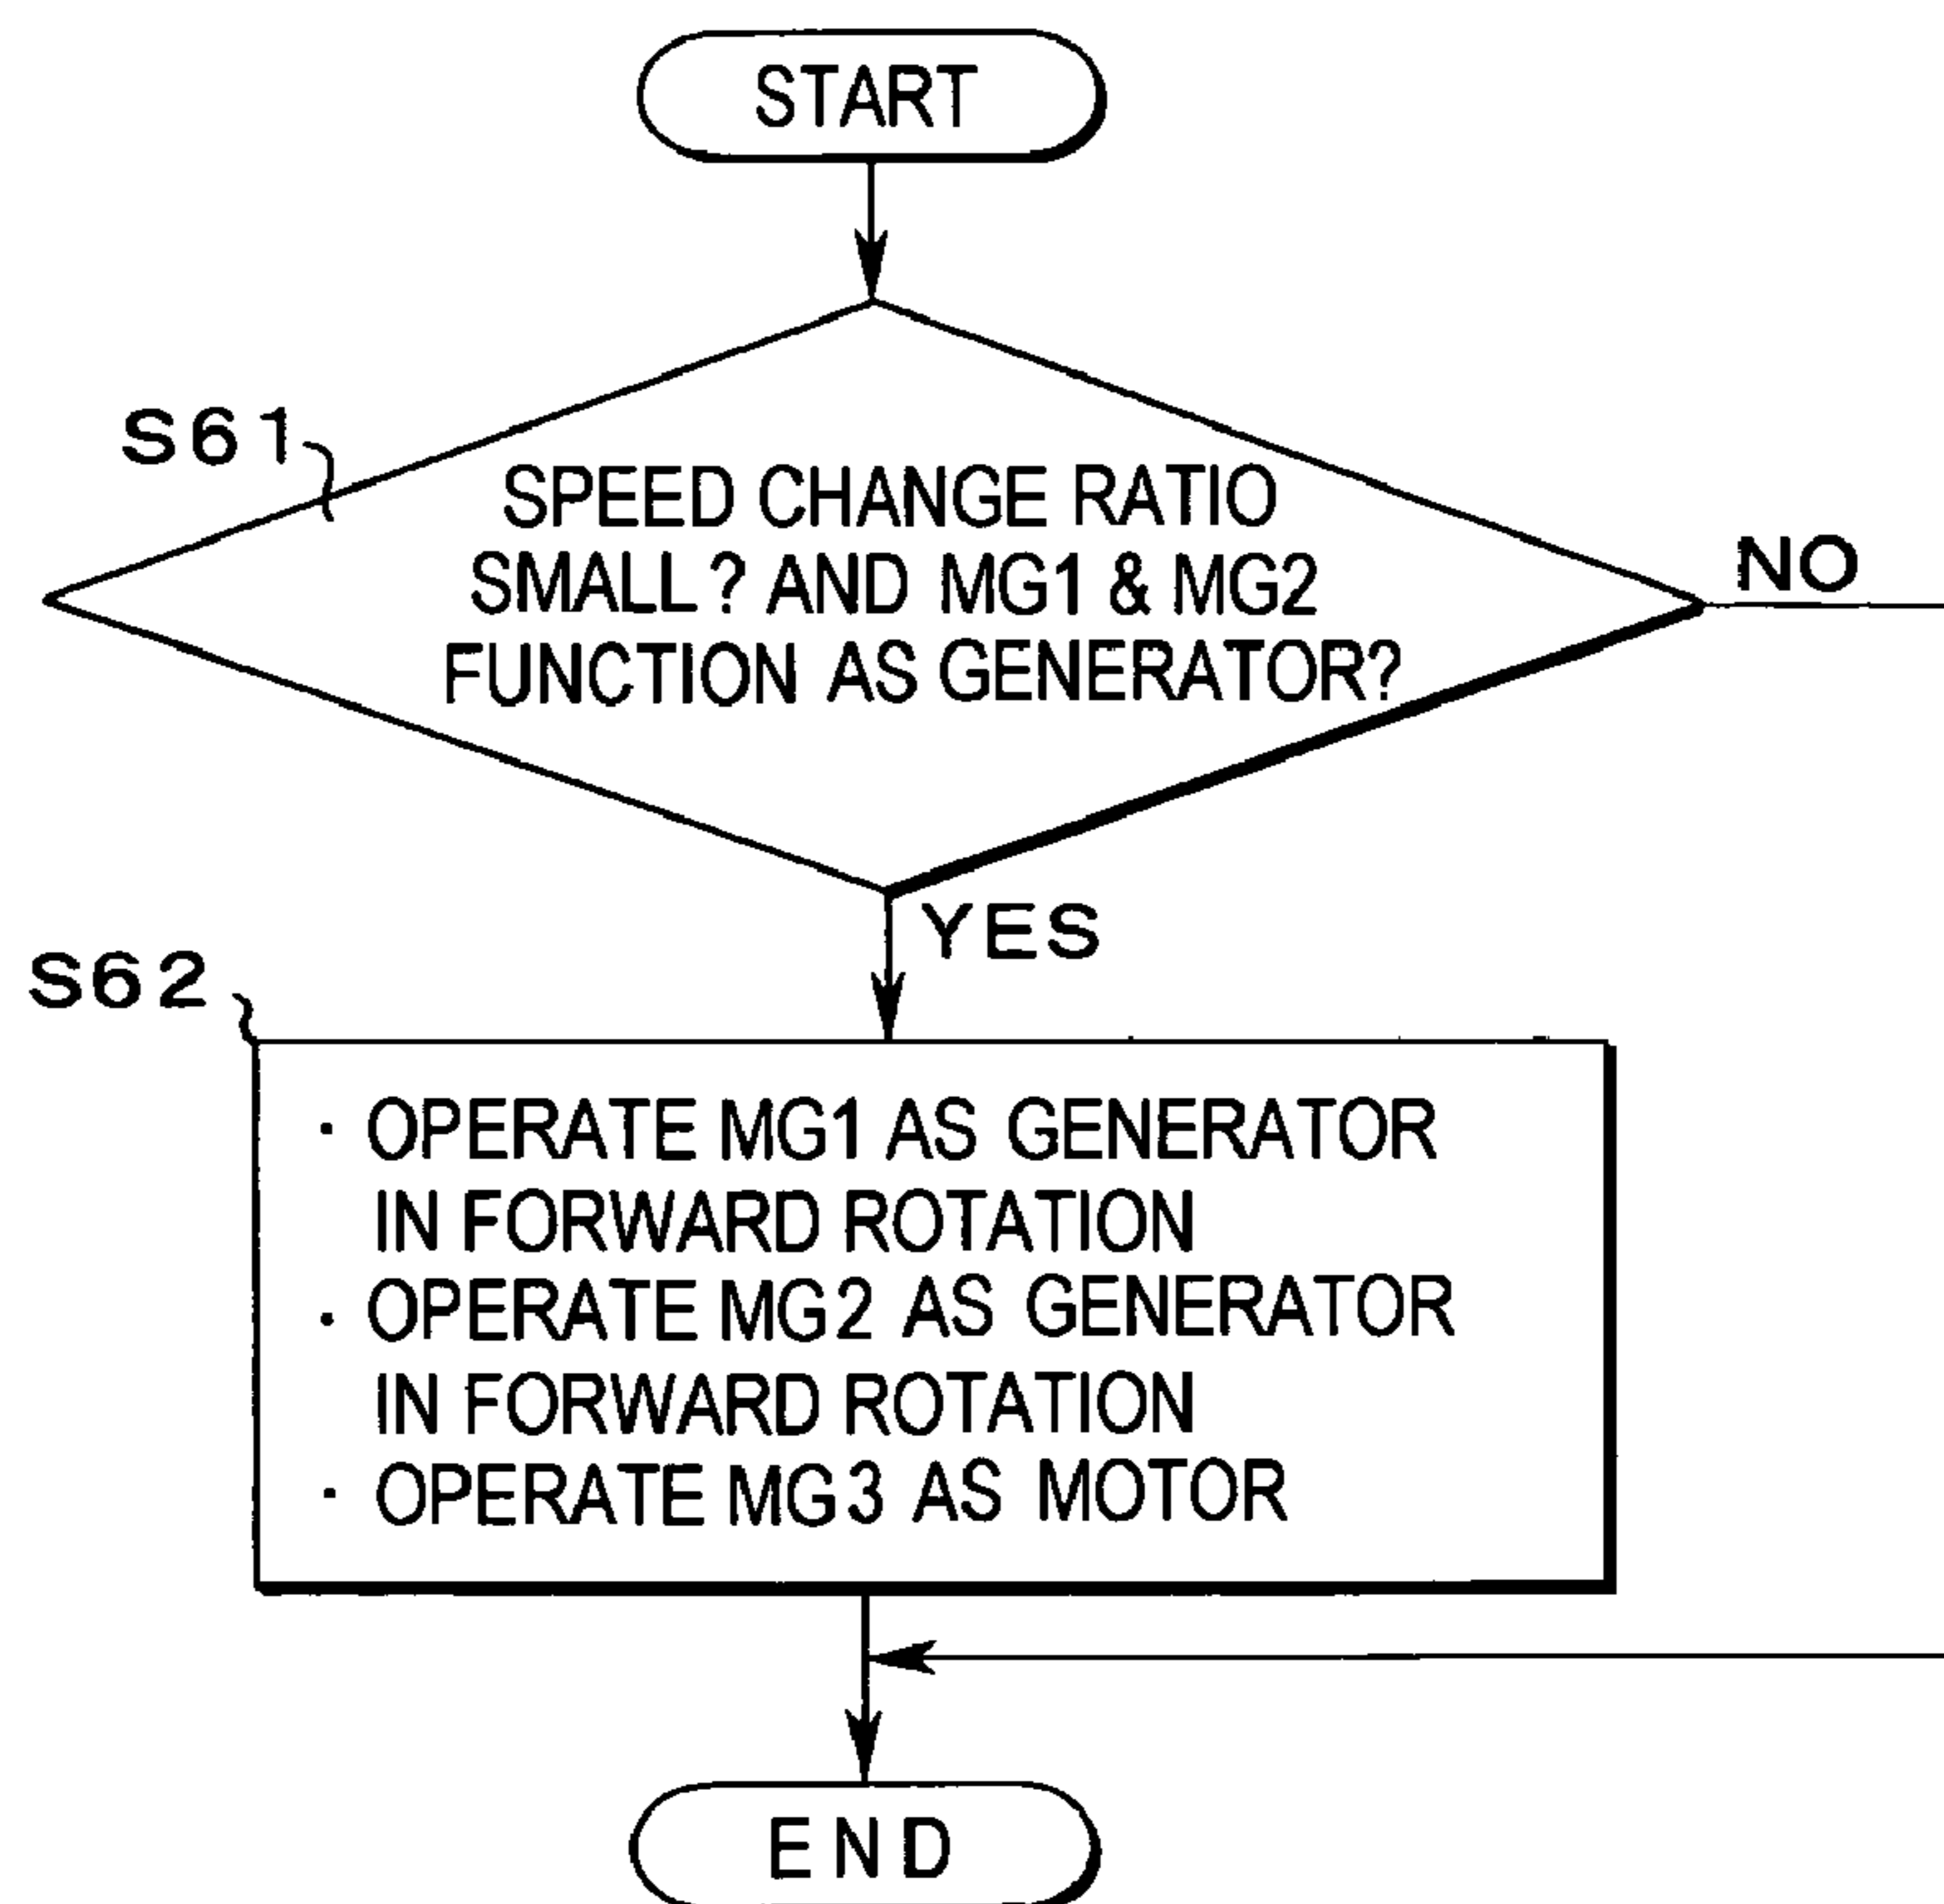 START
S61
SPEED CHANGE RATIO
SMALL? AND MG1 & MG2
FUNCTION AS GENERATOR?
NO
YES
S62
· OPERATE MG1 AS GENERATOR
IN FORWARD ROTATION
· OPERATE MG2 AS GENERATOR
IN FORWARD ROTATION
· OPERATE MG3 AS MOTOR
END